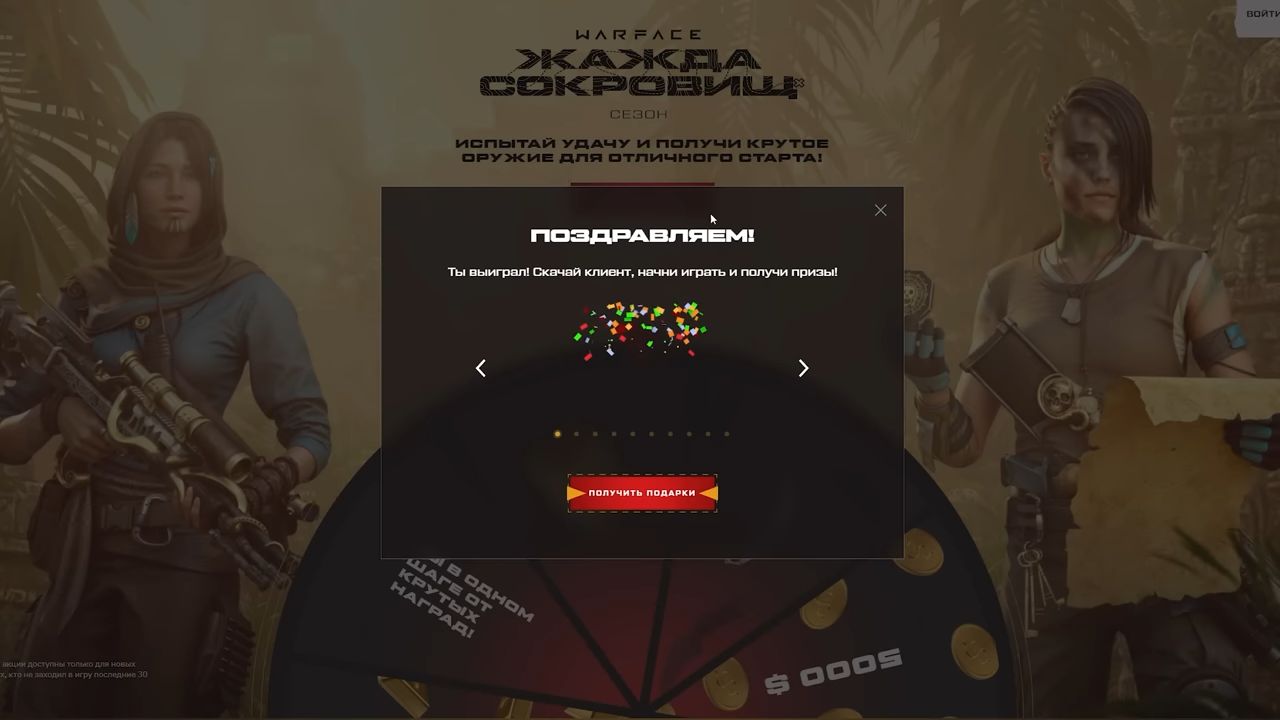 ВОЙТИ
WARFACE
ЖАЖДА
СОКРОВИЩ
СЕЗОН
ИСПЫТАЙ УДАЧУ И ПОЛУЧИ КРУТОЕ
ОРУЖИЕ ДЛЯ ОТЛИЧНОГО СТАРТА!
ПОЗДРАВЛЯЕМ!
Ты выиграл! Скачай клиент, начни играть и получи призы!
ПОЛУЧИТЬ ПОДАРКИ
В ОДНОМ
ШАГЕ ОТ
КРУТЫХ
НАГРАД!
5000 $
акции доступны только для новых
х, кто не заходил в игру последние 30